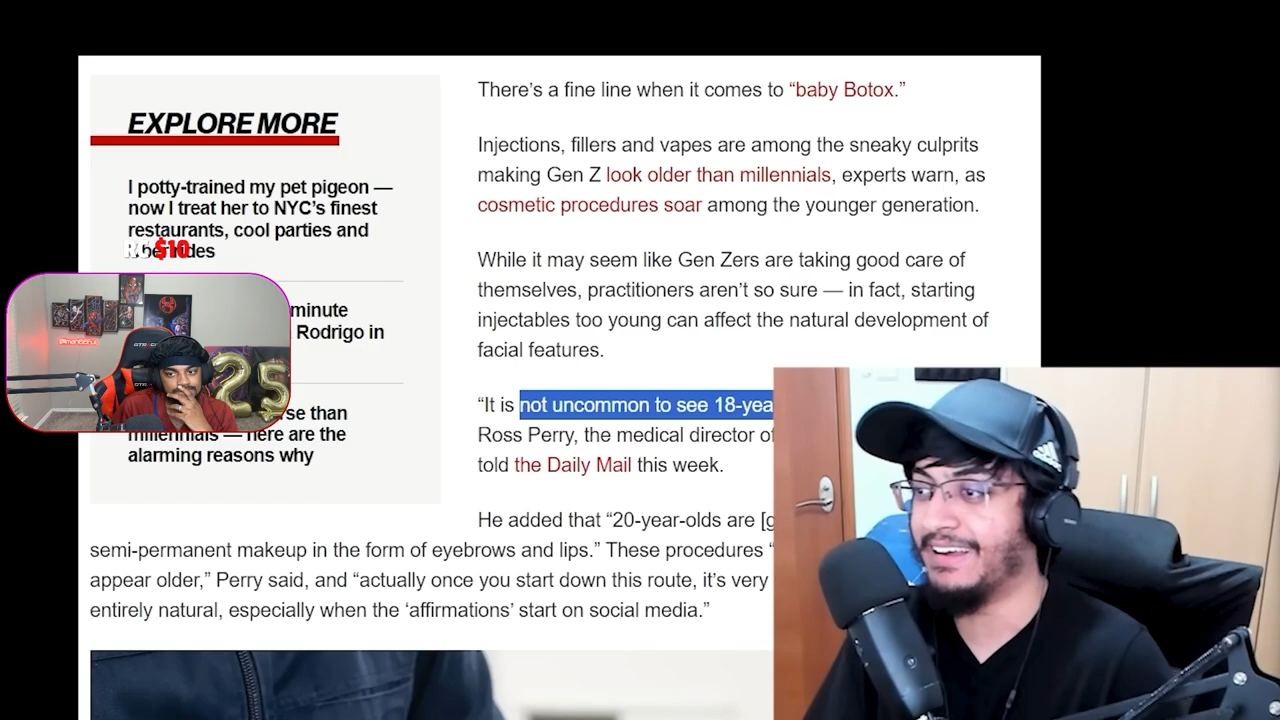 EXPLORE MORE
I potty-trained my pet pigeon —
now I treat her to NYC's finest
restaurants, cool parties and
rides
$10
minute
Rodrigo in
than
millennials — here are the
alarming reasons why
There's a fine line when it comes to “baby Botox.”
Injections, fillers and vapes are among the sneaky culprits
making Gen Z look older than millennials, experts warn, as
cosmetic procedures soar among the younger generation.
While it may seem like Gen Zers are taking good care of
themselves, practitioners aren't so sure — in fact, starting
injectables too young can affect the natural development of
facial features.
“It is not uncommon to see 18-yea
Ross Perry, the medical director of
told the Daily Mail this week.
He added that “20-year-olds are [g
semi-permanent makeup in the form of eyebrows and lips.” These procedures “
appear older,” Perry said, and “actually once you start down this route, it's very
entirely natural, especially when the ‘affirmations’ start on social media.”
25